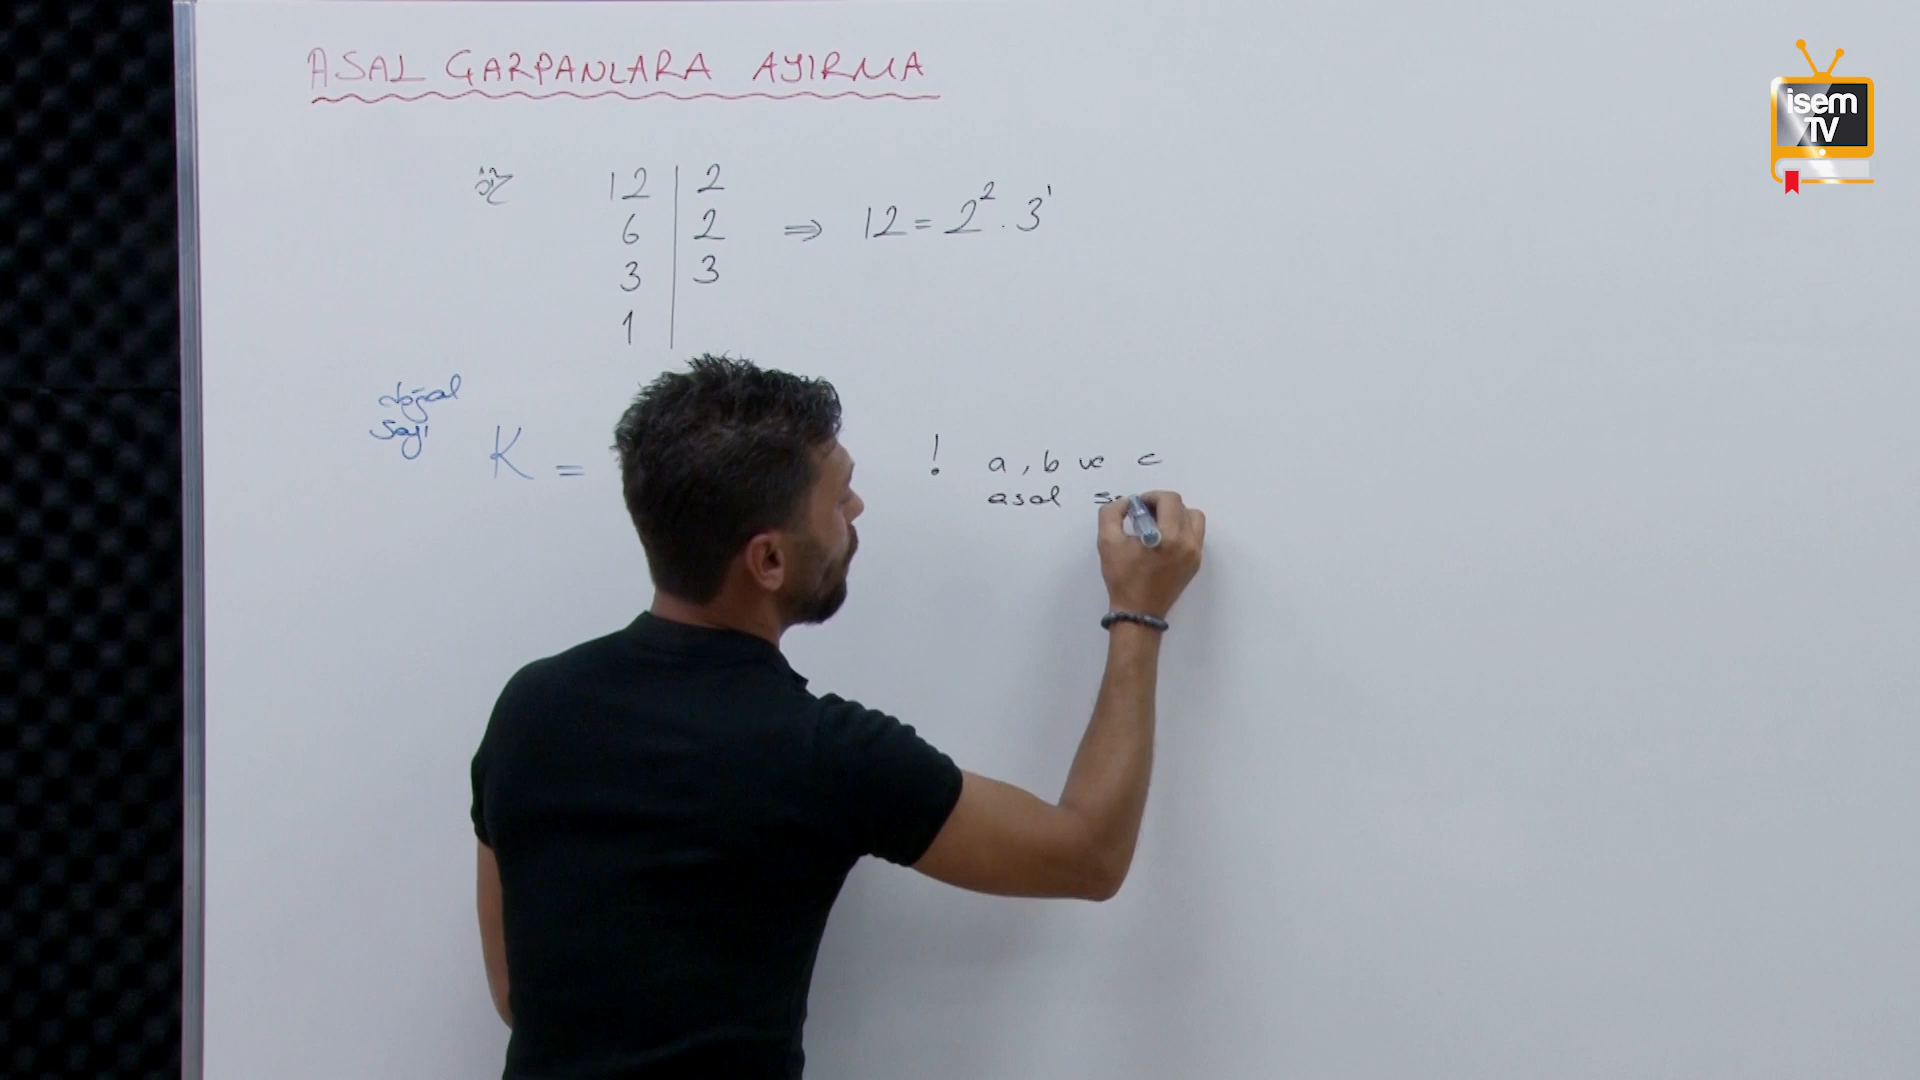 ASAL ÇARPANLARA AYIRMA
isem
TV
ör
12 | 2
6 | 2
3 | 3
1 |
⇒ 12 = 2² . 3¹
doğal
sayı
K =
! a, b ve c
asal